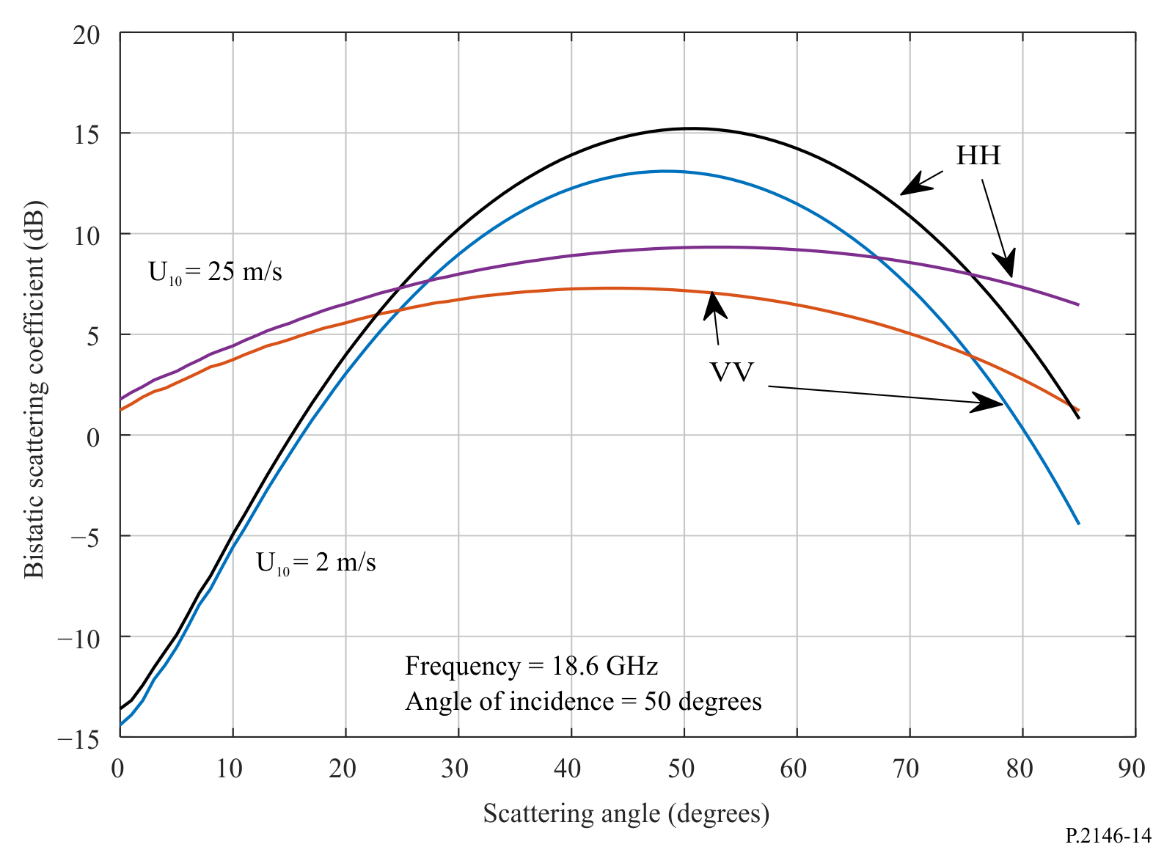 20
15
10
5
0
−5
−10
−15
Bistatic scattering coefficient (dB)
HH
U10 = 25 m/s
VV
U10 = 2 m/s
Frequency = 18.6 GHz
Angle of incidence = 50 degrees
0 10 20 30 40 50 60 70 80 90
Scattering angle (degrees)
P.2146-14